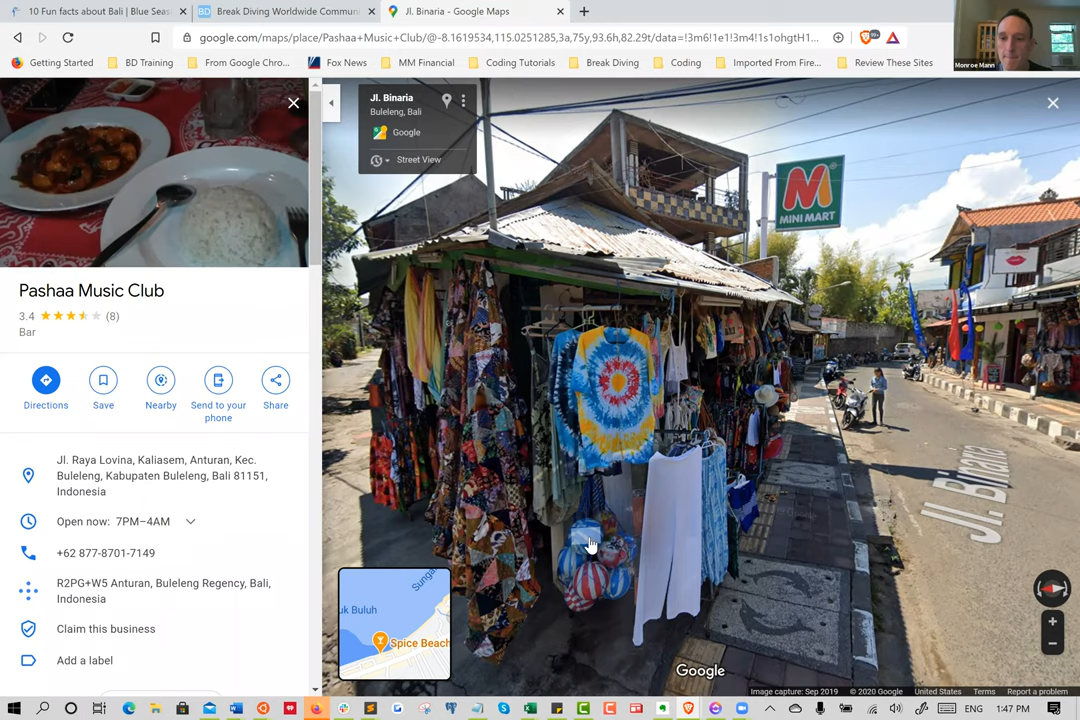 10 Fun facts about Bali | Blue Seas
Break Diving Worldwide Commun
Jl. Binaria - Google Maps
google.com/maps/place/Pashaa+Music+Club/@-8.1619534,115.0251285,3a,75y,93.6h,82.29t/data=!3m6!1e1!3m4!1s1ohgtH1...
99+
Monroe Mann
Getting Started
BD Training
From Google Chro...
Fox News
MM Financial
Coding Tutorials
Break Diving
Coding
Imported From Fire...
Review These Sites
Jl. Binaria
Buleleng, Bali
Google
Street View
M
MINI MART
Pashaa Music Club
3.4 (8)
Bar
Directions
Save
Nearby
Send to your
phone
Share
Jl. Raya Lovina, Kaliasem, Anturan, Kec.
Buleleng, Kabupaten Buleleng, Bali 81151,
Indonesia
Open now: 7PM–4AM
+62 877-8701-7149
R2PG+W5 Anturan, Buleleng Regency, Bali,
Indonesia
Claim this business
Add a label
Jl. Binaria
Sunga
uk Buluh
Spice Beach
Google
Image capture: Sep 2019 © 2020 Google United States Terms Report a problem
ENG 1:47 PM